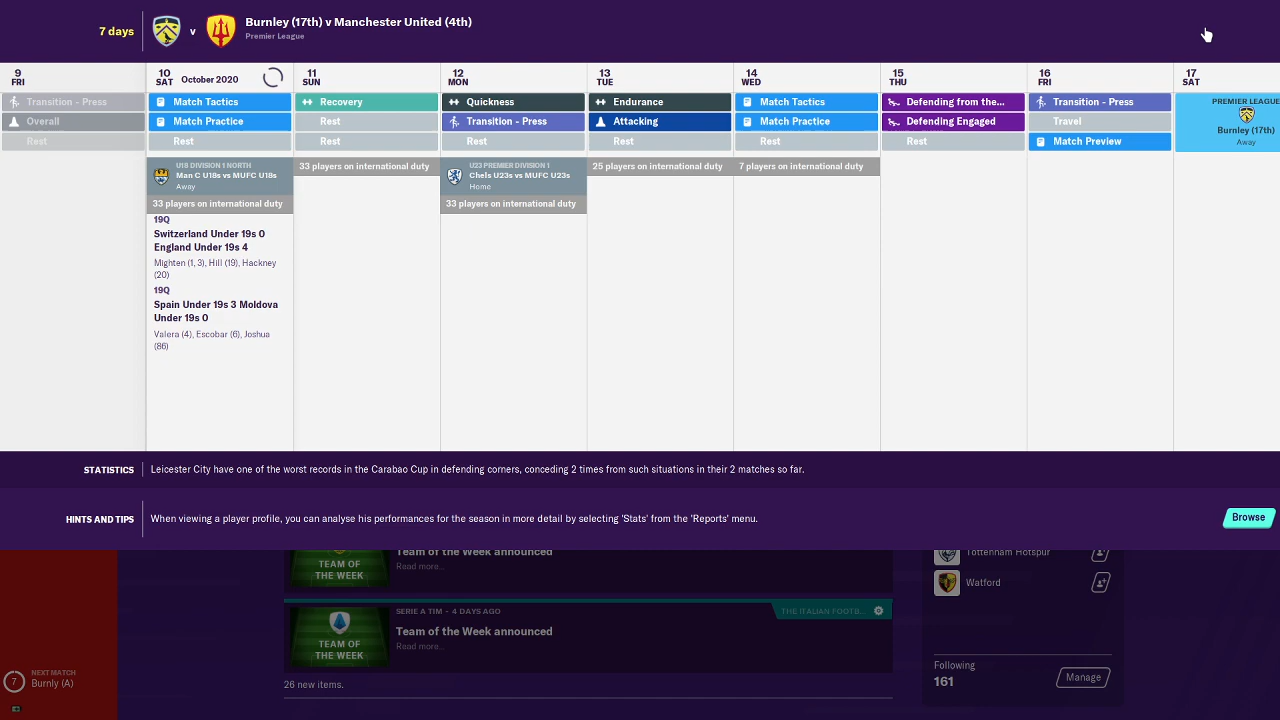 7 days
Burnley (17th) v Manchester United (4th)
v
Premier League
9
FRI
10
SAT
October 2020
11
SUN
12
MON
13
TUE
14
WED
15
THU
16
FRI
17
SAT
Transition - Press
Overall
Rest
Match Tactics
Match Practice
Rest
Recovery
Rest
Rest
Quickness
Transition - Press
Rest
Endurance
Attacking
Rest
Match Tactics
Match Practice
Rest
Defending from the...
Defending Engaged
Rest
Transition - Press
Travel
Match Preview
PREMIER LEAGUE
Burnley (17th)
Away
U18 DIVISION 1 NORTH
Man C U18s vs MUFC U18s
Away
33 players on international duty
19Q
Switzerland Under 19s 0
England Under 19s 4
Mighten (1, 3), Hill (19), Hackney
(20)
19Q
Spain Under 19s 3 Moldova
Under 19s 0
Valera (4), Escobar (6), Joshua
(86)
33 players on international duty
U23 PREMIER DIVISION 1
Chels U23s vs MUFC U23s
Home
33 players on international duty
25 players on international duty
7 players on international duty
STATISTICS
Leicester City have one of the worst records in the Carabao Cup in defending corners, conceding 2 times from such situations in their 2 matches so far.
HINTS AND TIPS
When viewing a player profile, you can analyse his performances for the season in more detail by selecting 'Stats' from the 'Reports' menu.
Browse
TEAM OF
THE WEEK
Team of the Week announced
Read more...
SERIE A TIM - 4 DAYS AGO
THE ITALIAN FOOTB...
TEAM OF
THE WEEK
Team of the Week announced
Read more...
26 new items.
Tottenham Hotspur
Watford
Following
161
Manage
7
NEXT MATCH
Burnly (A)